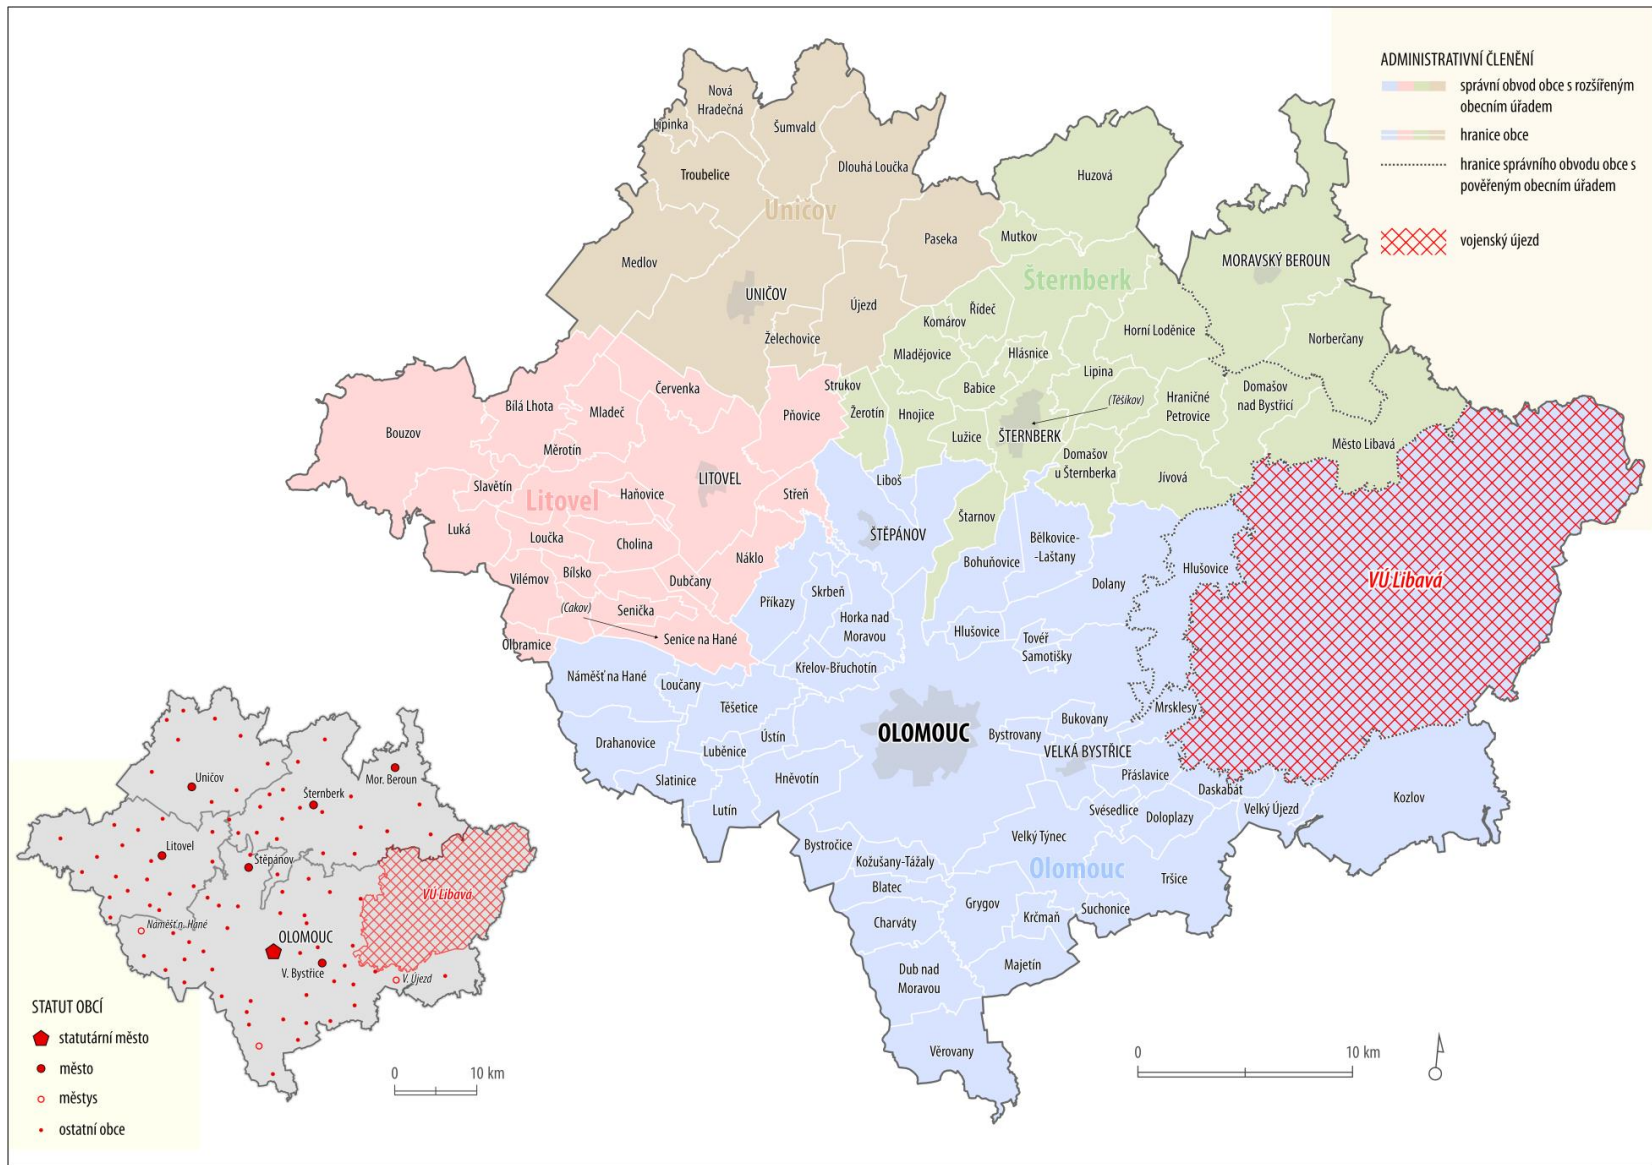 ADMINISTRATIVNÍ ČLENĚNÍ
správní obvod obce s rozšířeným
obecním úřadem
hranice obce
hranice správního obvodu obce s
pověřeným obecním úřadem
vojenský újezd
Nová
Hradečná
Lipinka
Šumvald
Dlouhá Loučka
Troubelice
Uničov
Paseka
Medlov
UNIČOV
Újezd
Želechovice
Huzová
Mutkov
MORAVSKÝ BEROUN
Šternberk
Řídeč
Komárov
Horní Loděnice
Norberčany
Mladějovice
Hlásnice
Lipina
Babice
Strukov
Žerotín
Hnojice
(Těšíkov)
Hraničné
Petrovice
Domašov
nad Bystřicí
Lužice
ŠTERNBERK
Město Libavá
Domašov
u Šternberka
Jívová
Štarnov
Červenka
Bílá Lhota
Mladeč
Pňovice
Bouzov
Měrotín
LITOVEL
Slavětín
Litovel
Haňovice
Střeň
Luká
Loučka
Cholina
Náklo
Vilémov
Bílsko
Dubčany
(Cakov)
Senička
Senice na Hané
Olbramice
Liboš
ŠTĚPÁNOV
Bělkovice-
-Laštany
Bohuňovice
Dolany
Hlušovice
VÚ Libavá
Příkazy
Skrbeň
Horka nad
Moravou
Hlušovice
Tovéř
Samotišky
Křelov-Břuchotín
Náměšť na Hané
Loučany
Těšetice
Mrsklesy
Bukovany
Bystrovany
OLOMOUC
VELKÁ BYSTŘICE
Ústín
Drahanovice
Luběnice
Slatinice
Hněvotín
Přáslavice
Daskabát
Lutín
Svésedlice
Doloplazy
Velký Újezd
Kozlov
Bystročice
Velký Týnec
Kožušany-Tážaly
Olomouc
Tršice
Blatec
Grygov
Suchonice
Charváty
Krčmaň
Majetín
Dub nad
Moravou
Věrovany
0
10 km
Uničov
Mor. Beroun
Šternberk
Litovel
Štěpánov
VÚ Libavá
Náměšť n. Hané
OLOMOUC
V. Bystřice
V. Újezd
STATUT OBCÍ
statutární město
město
městys
ostatní obce
0
10 km